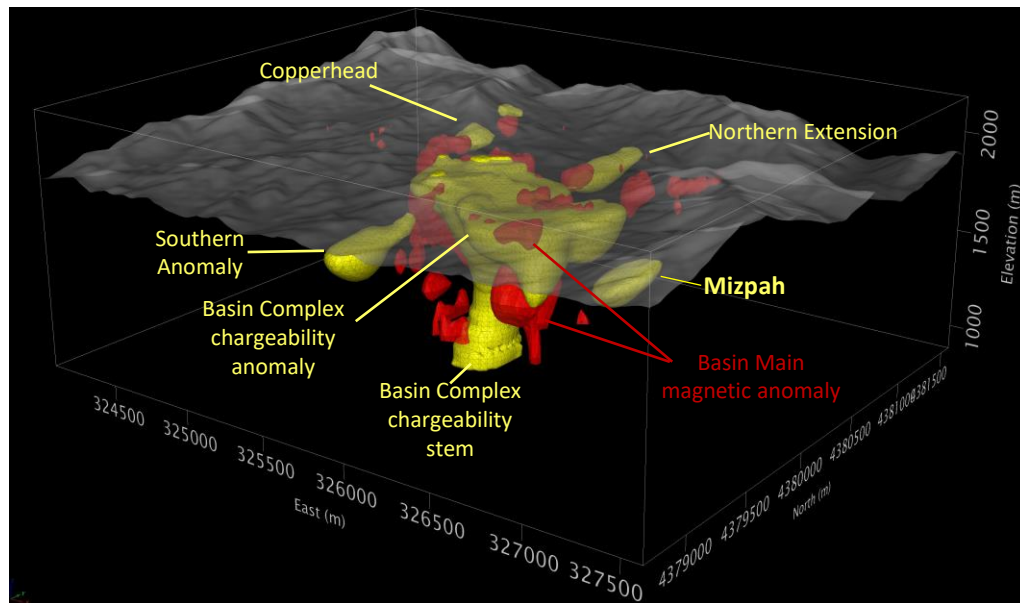 Copperhead
Northern Extension
2000
Elevation (m)
1500
1000
Southern
Anomaly
Mizpah
Basin Complex
chargeability
anomaly
Basin Main
magnetic anomaly
Basin Complex
chargeability
stem
324500
325000
325500
326000
326500
327000
327500
East (m)
4379000
4379500
4380000
4380500
4381000
4381500
North (m)